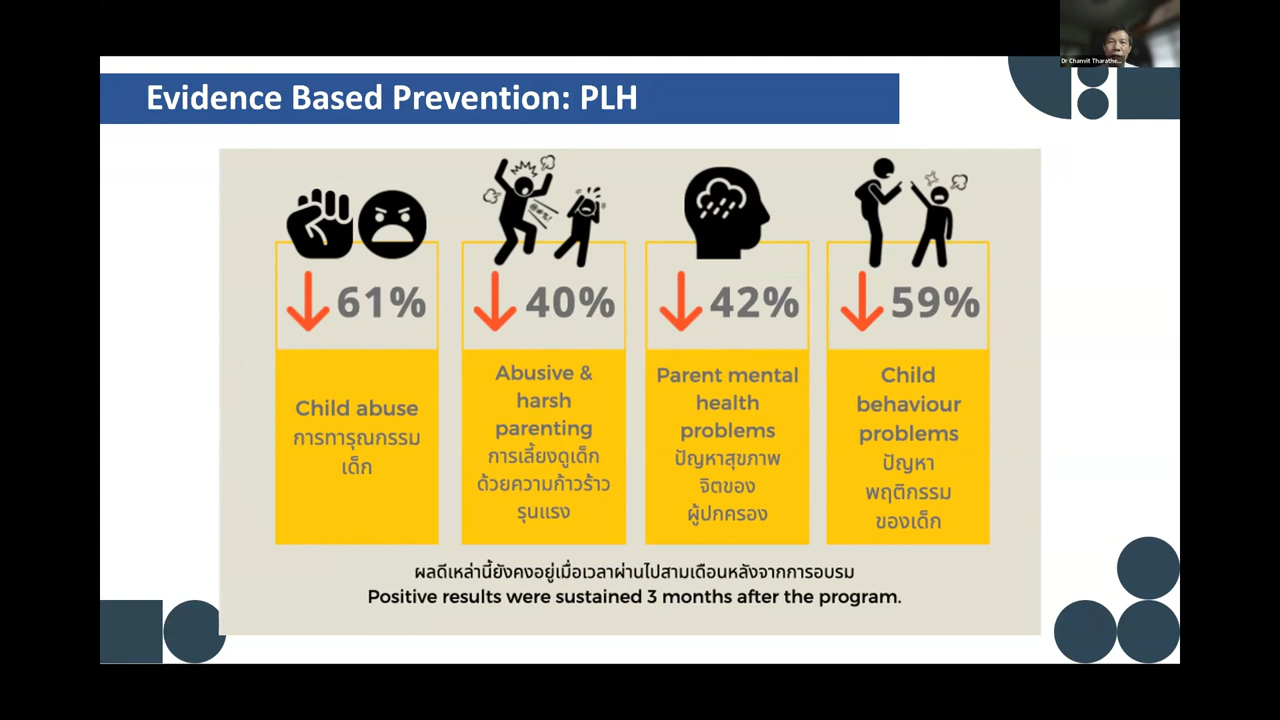 Dr Chanvit Tharathe...
Evidence Based Prevention: PLH
61%
Child abuse
การทารุณกรรม
เด็ก
40%
Abusive &
harsh
parenting
การเลี้ยงดูเด็ก
ด้วยความก้าวร้าว
รุนแรง
42%
Parent mental
health
problems
ปัญหาสุขภาพ
จิตของ
ผู้ปกครอง
59%
Child
behaviour
problems
ปัญหา
พฤติกรรม
ของเด็ก
ผลดีเหล่านี้ยังคงอยู่เมื่อเวลาผ่านไปสามเดือนหลังจากการอบรม
Positive results were sustained 3 months after the program.